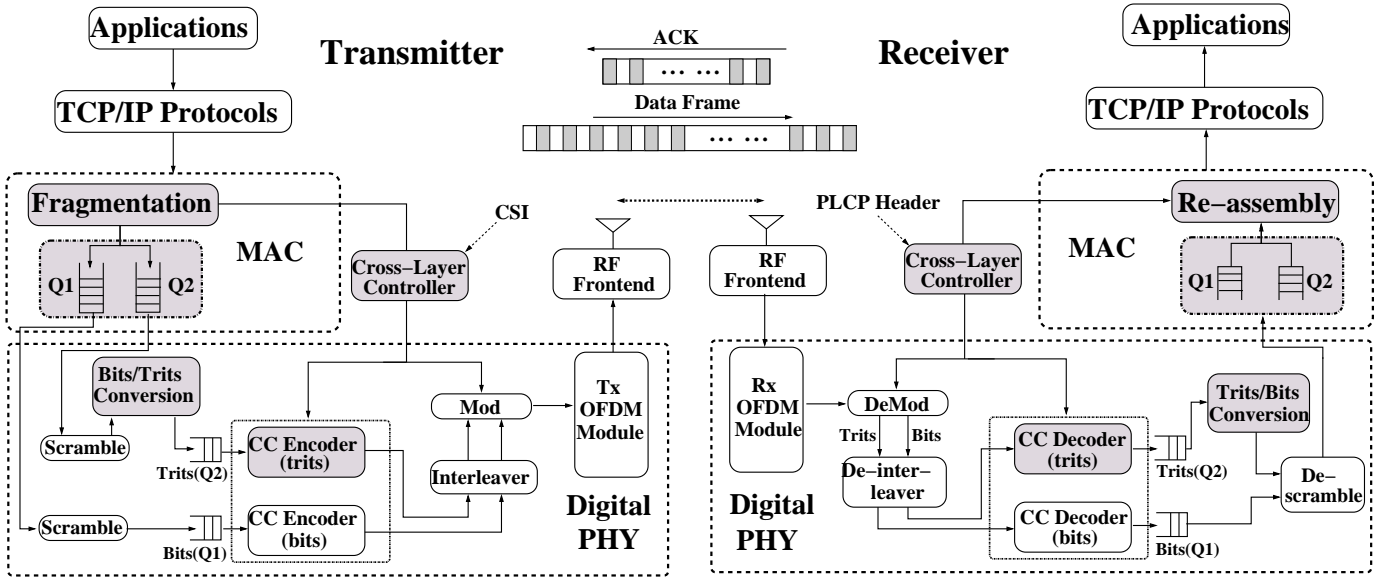 Applications
Transmitter
ACK
... ...
Receiver
Applications
TCP/IP Protocols
Data Frame
... ...
TCP/IP Protocols
Fragmentation
MAC
Q1
Q2
CSI
Cross-Layer
Controller
RF
Frontend
PLCP Header
RF
Frontend
Cross-Layer
Controller
Re-assembly
MAC
Q1
Q2
Bits/Trits
Conversion
Scramble
Trits(Q2)
CC Encoder
(trits)
Mod
Interleaver
Tx
OFDM
Module
Scramble
Bits(Q1)
CC Encoder
(bits)
Digital
PHY
Rx
OFDM
Module
Digital
PHY
DeMod
Trits
Bits
De-inter-
leaver
CC Decoder
(trits)
Trits(Q2)
Trits/Bits
Conversion
De-
scramble
CC Decoder
(bits)
Bits(Q1)